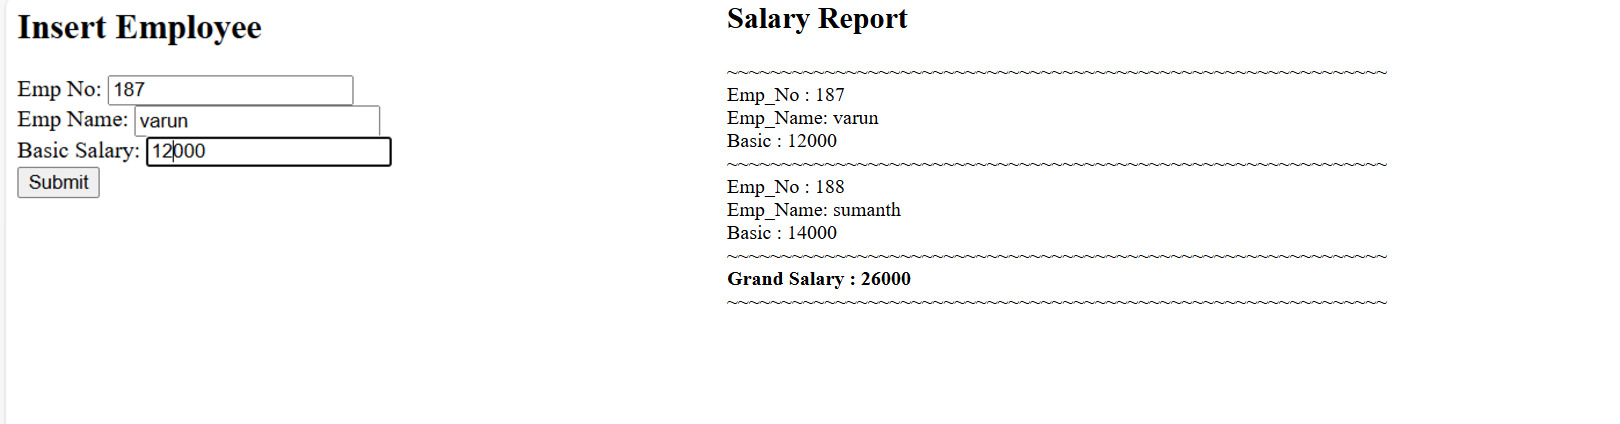 Insert Employee
Emp No: 187
Emp Name: varun
Basic Salary: 12000
Submit
Salary Report
~~~~~~~~~~~~~~~~~~~~~~~~~~~~~~~~~~~~~~~~~~~~~~~~~~~~~~~~~~~~
Emp_No : 187
Emp_Name: varun
Basic : 12000
~~~~~~~~~~~~~~~~~~~~~~~~~~~~~~~~~~~~~~~~~~~~~~~~~~~~~~~~~~~~
Emp_No : 188
Emp_Name: sumanth
Basic : 14000
~~~~~~~~~~~~~~~~~~~~~~~~~~~~~~~~~~~~~~~~~~~~~~~~~~~~~~~~~~~~
Grand Salary : 26000
~~~~~~~~~~~~~~~~~~~~~~~~~~~~~~~~~~~~~~~~~~~~~~~~~~~~~~~~~~~~